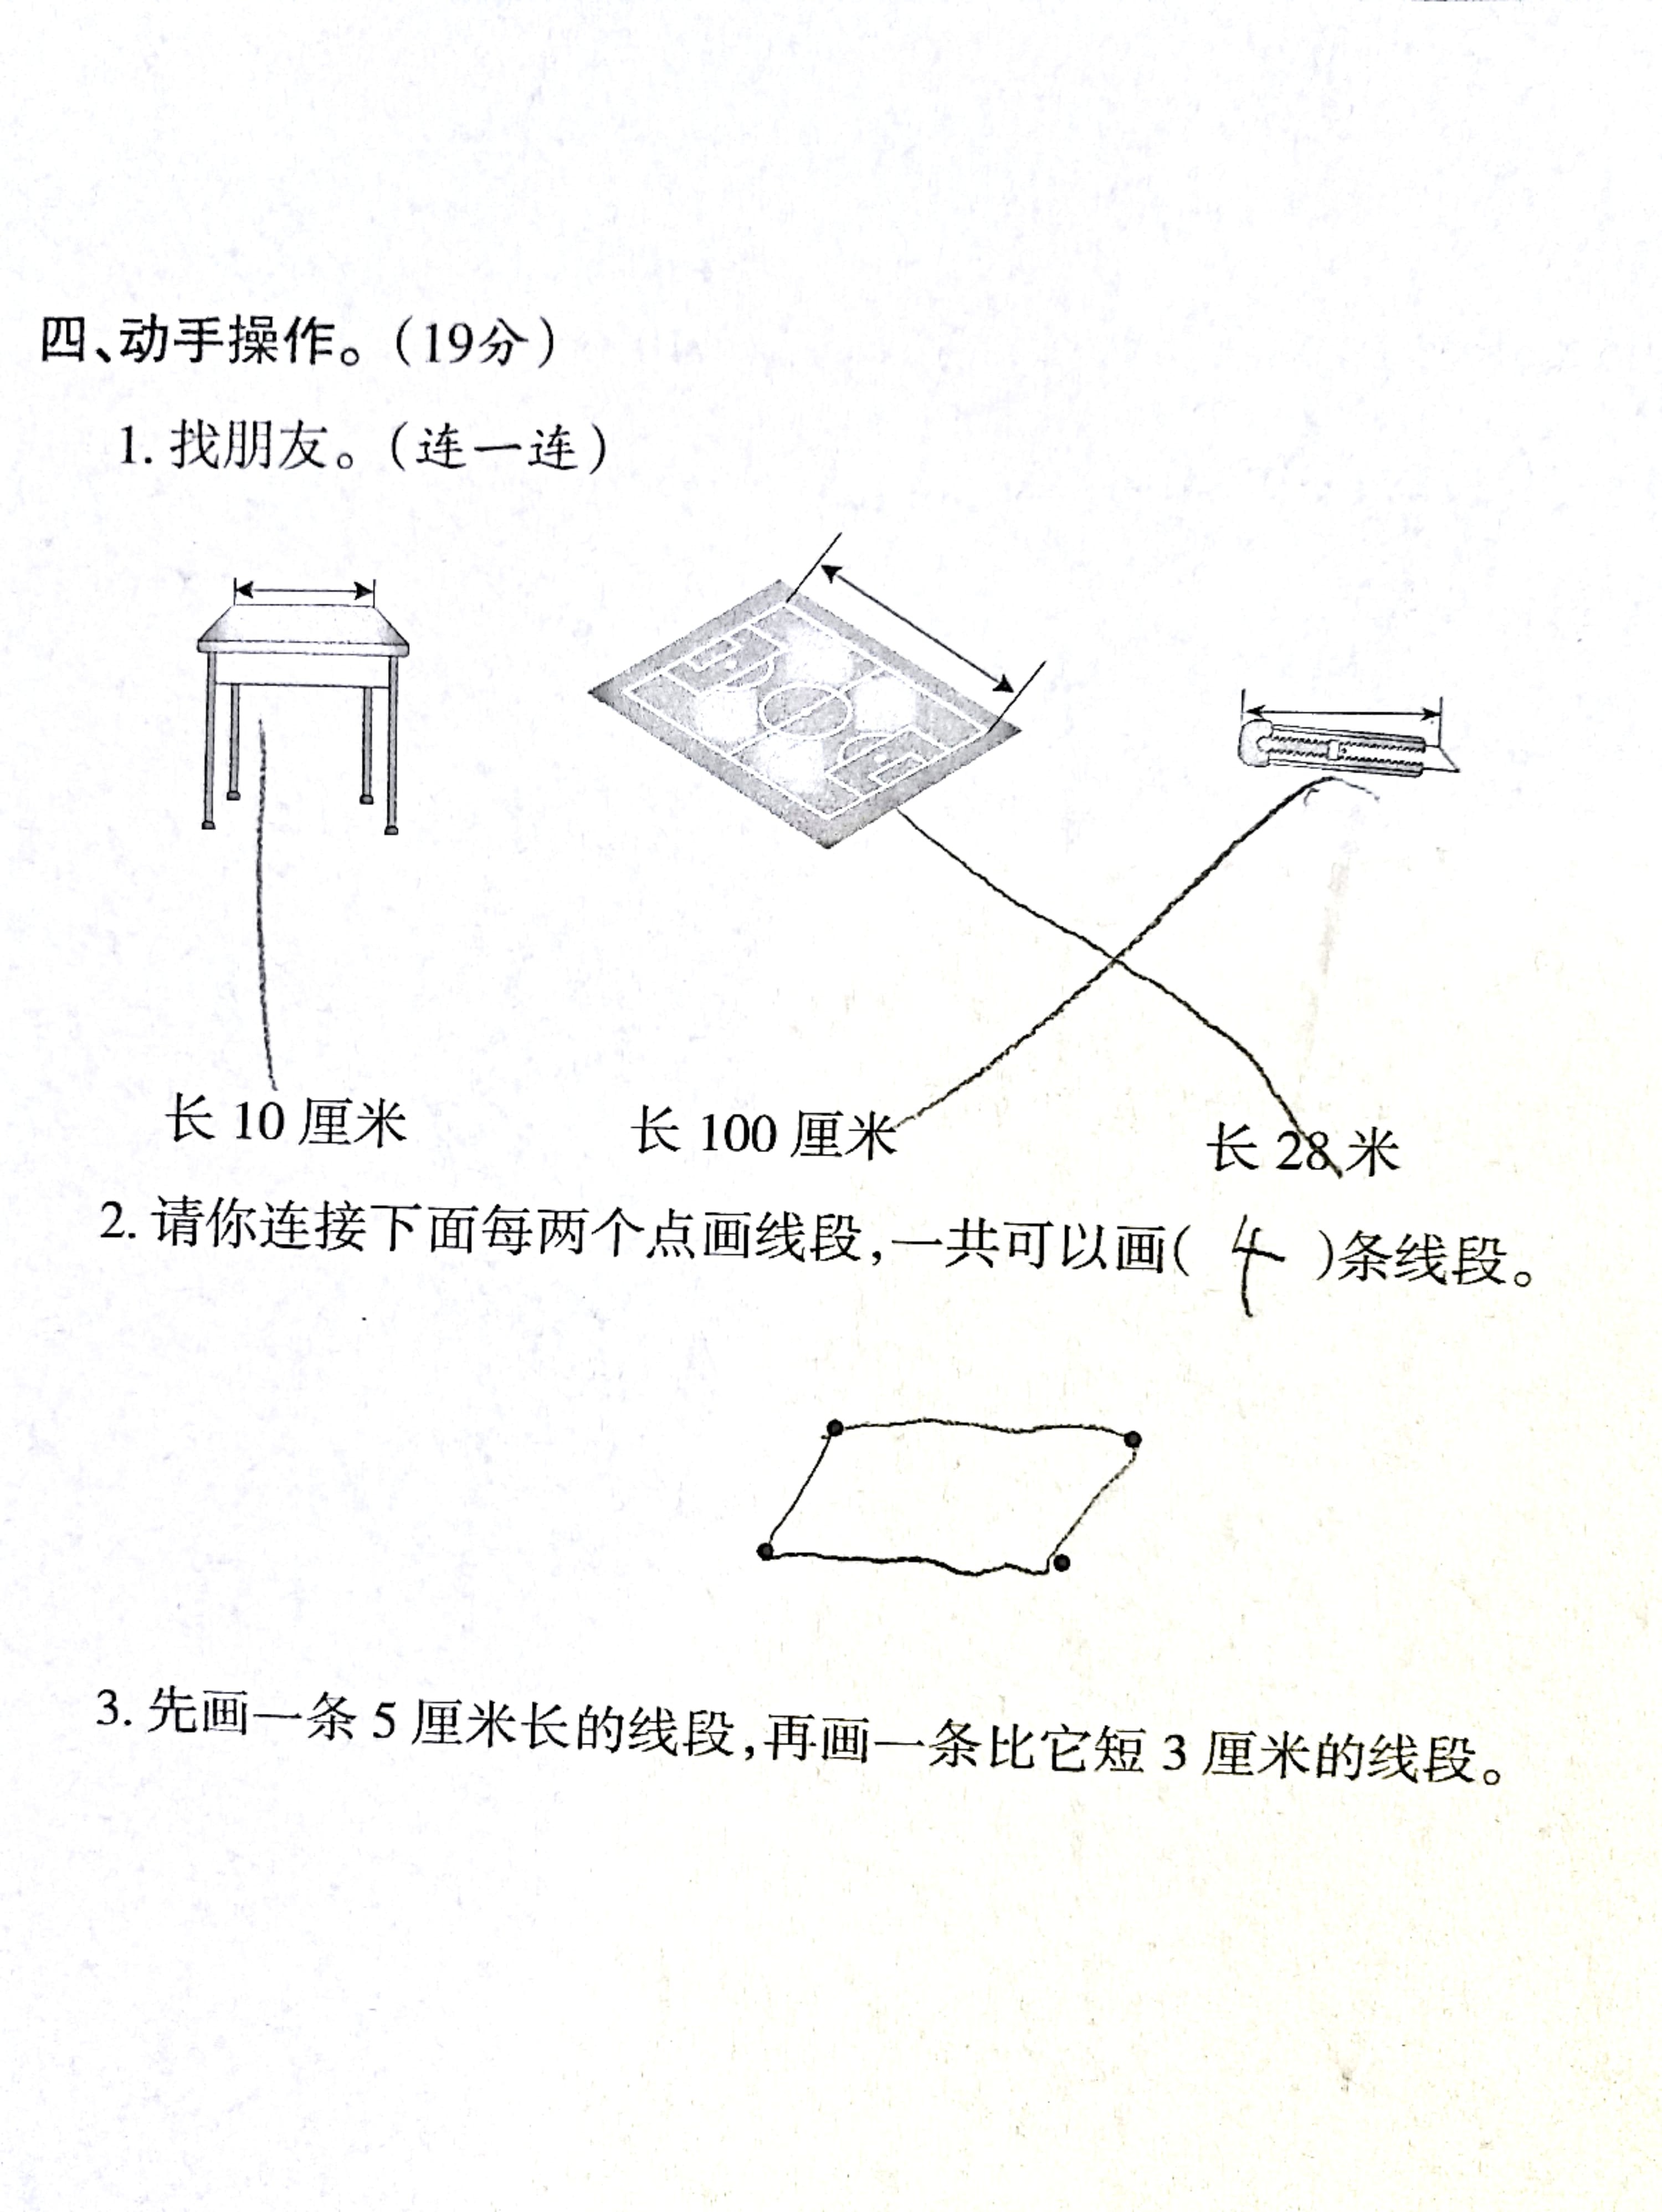 四、动手操作。(19分)
1. 找朋友。(连一连)
长 10 厘米 长 100 厘米 长 28 米
2. 请你连接下面每两个点画线段,一共可以画( 4 )条线段。
3. 先画一条 5 厘米长的线段,再画一条比它短 3 厘米的线段。